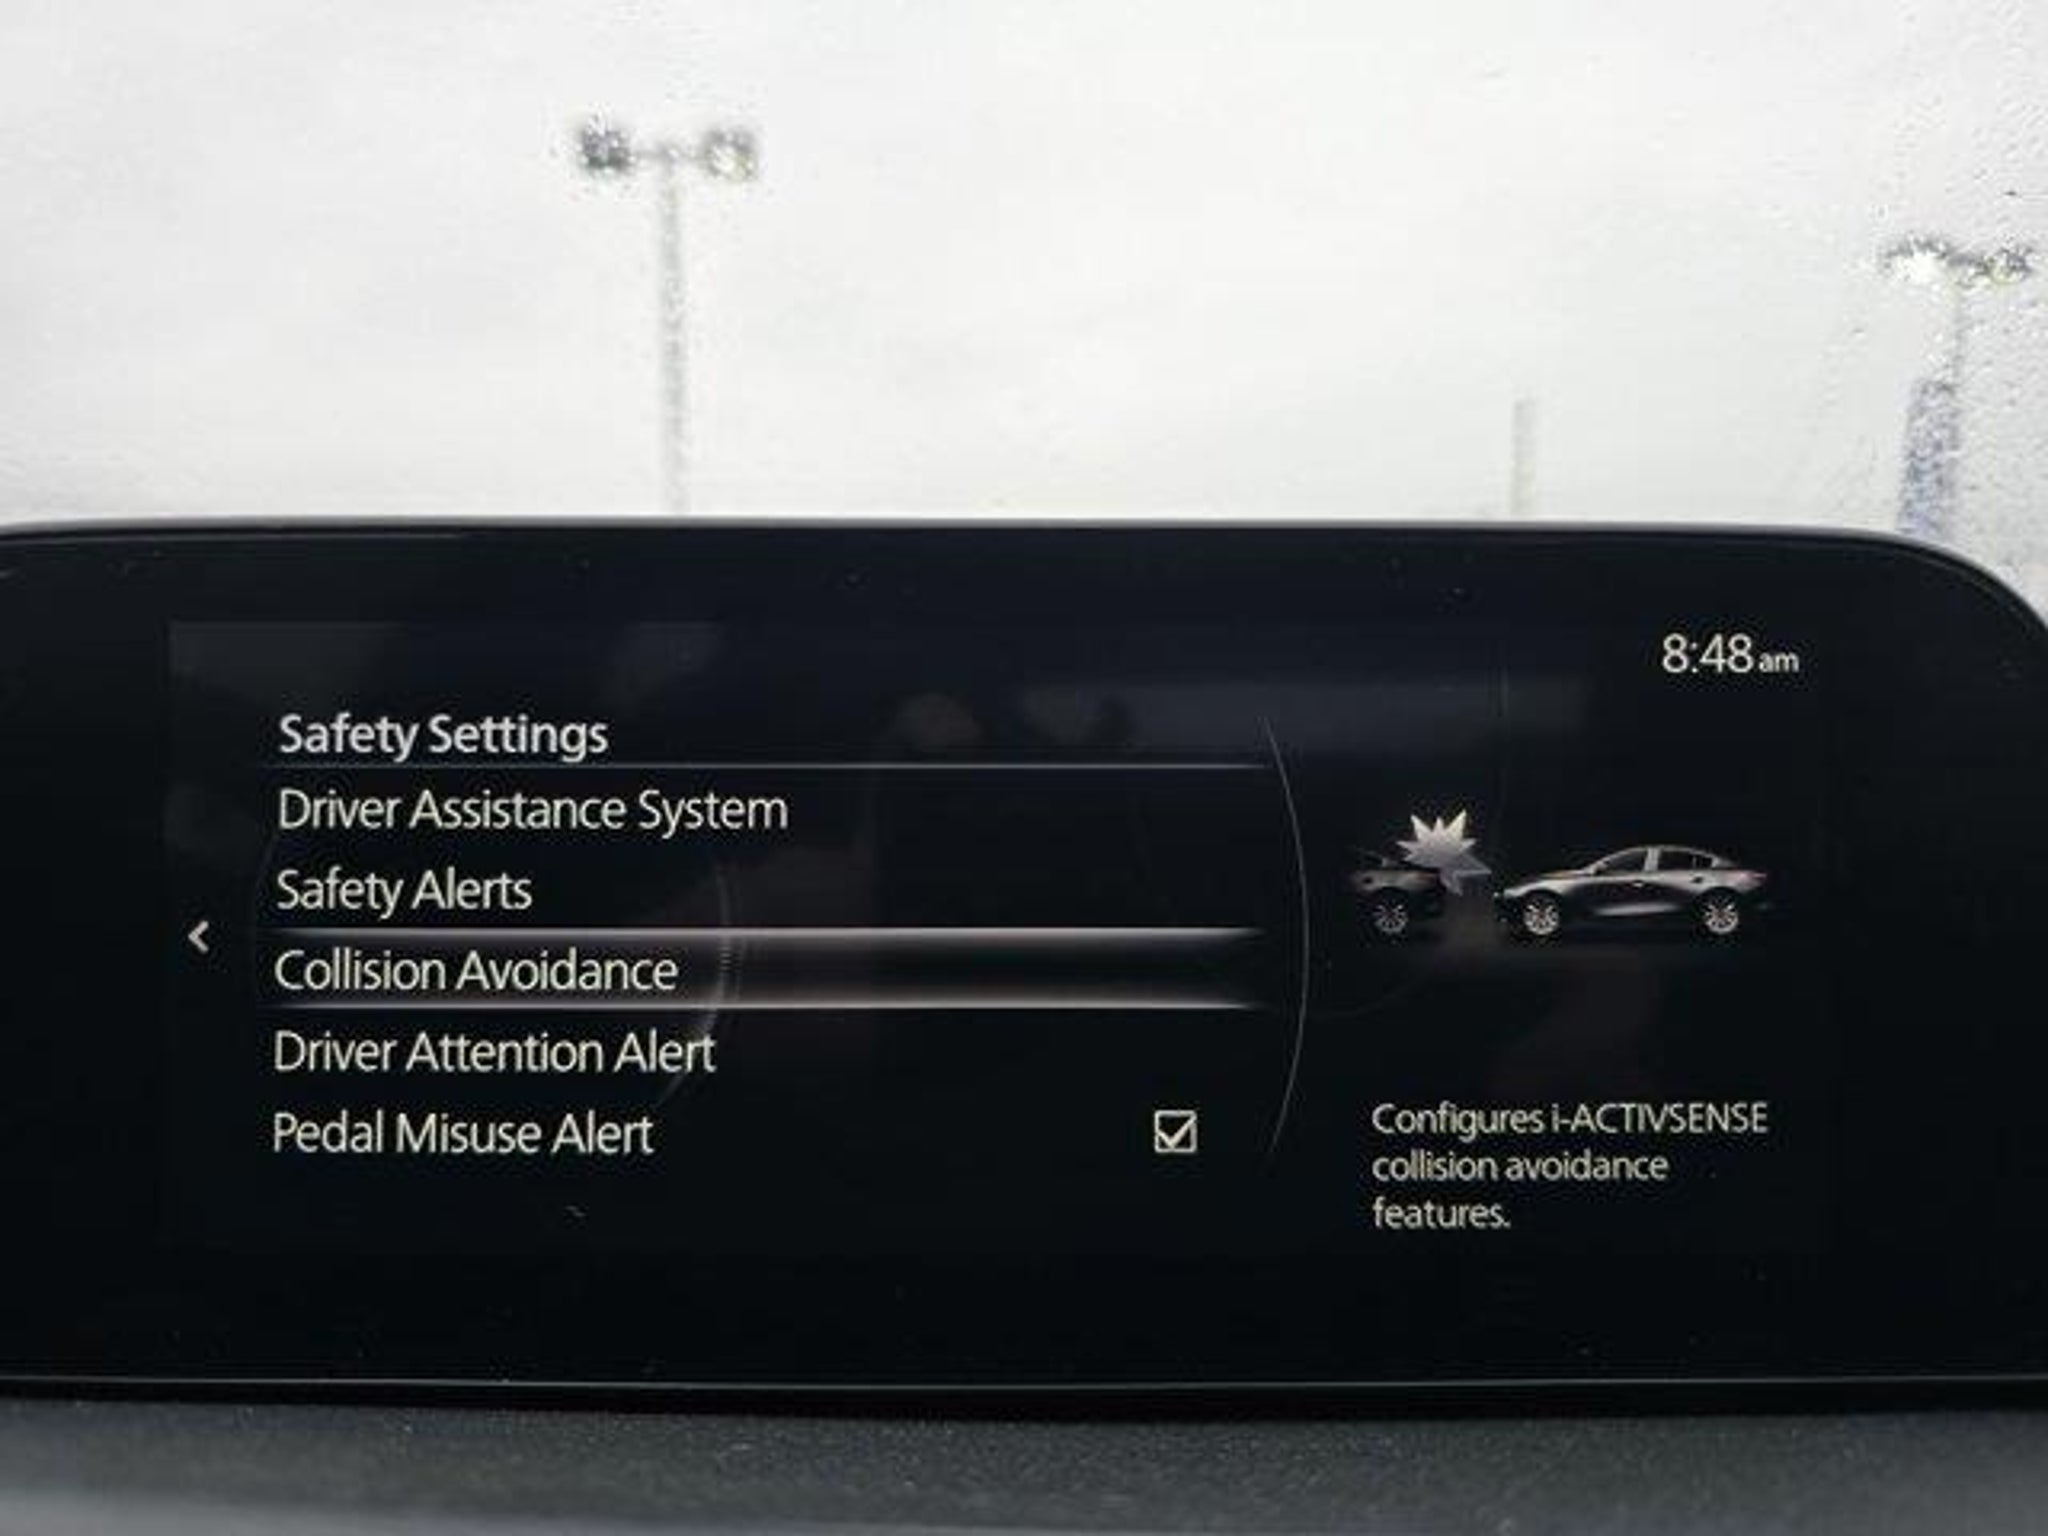 8:48am
Safety Settings
Driver Assistance System
Safety Alerts
Collision Avoidance
Driver Attention Alert
Pedal Misuse Alert
Configures i-ACTIVSENSE
collision avoidance
features.